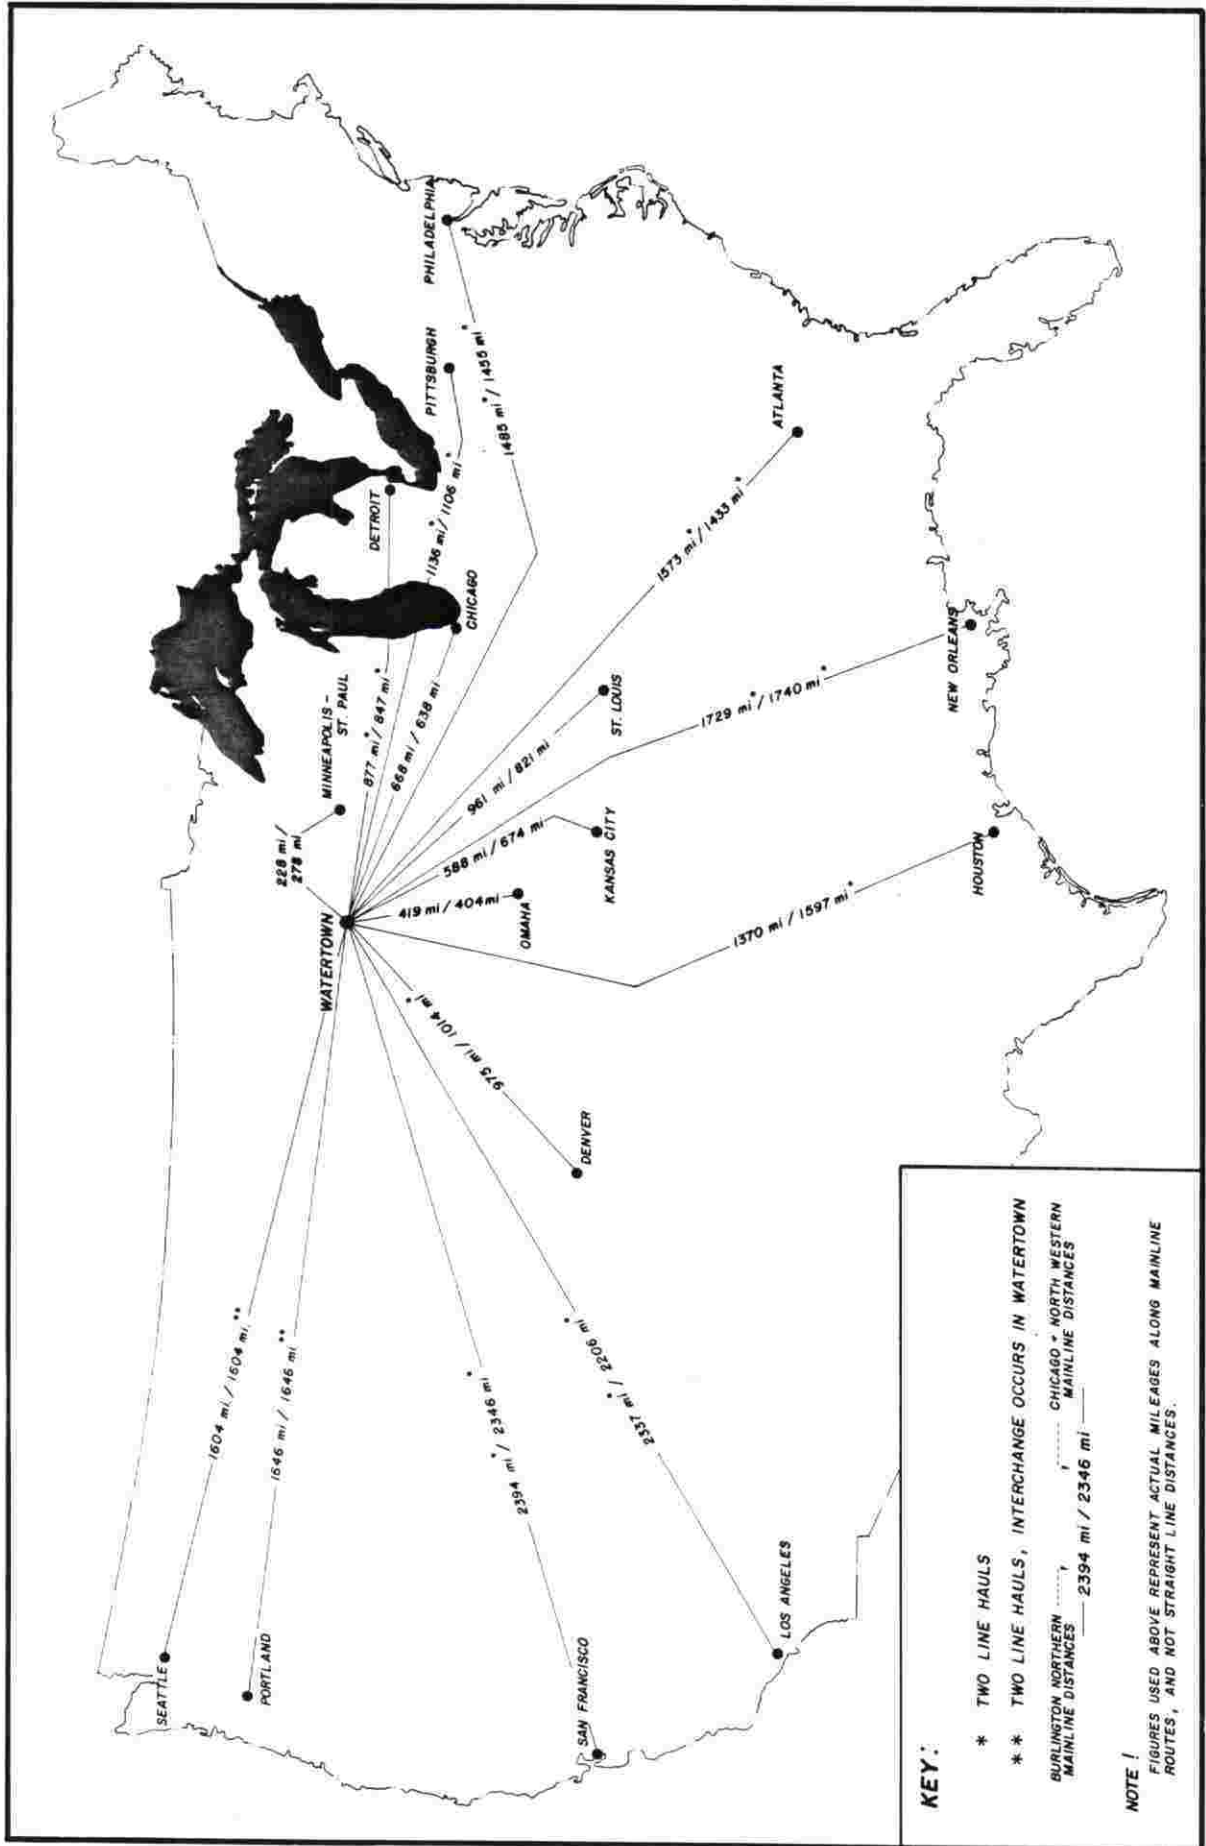 SEATTLE
PORTLAND
SAN FRANCISCO
LOS ANGELES
1604 mi. / 1604 mi.**
1646 mi / 1646 mi.**
2394 mi* / 2346 mi*
2337 mi* / 2206 mi*
DENVER
975 mi / 1014 mi*
WATERTOWN
228 mi /
278 mi
MINNEAPOLIS -
ST. PAUL
419 mi / 404 mi
OMAHA
588 mi / 674 mi
KANSAS CITY
1370 mi / 1597 mi*
HOUSTON
961 mi / 821 mi
ST. LOUIS
1729 mi* / 1740 mi*
NEW ORLEANS
1573 mi* / 1433 mi*
ATLANTA
877 mi* / 847 mi*
DETROIT
668 mi / 638 mi
CHICAGO
1136 mi* / 1106 mi*
PITTSBURGH
1485 mi* / 1455 mi*
PHILADELPHIA
KEY:
* TWO LINE HAULS
** TWO LINE HAULS, INTERCHANGE OCCURS IN WATERTOWN
BURLINGTON NORTHERN
MAINLINE DISTANCES
CHICAGO + NORTH WESTERN
MAINLINE DISTANCES
2394 mi / 2346 mi
NOTE!
FIGURES USED ABOVE REPRESENT ACTUAL MILEAGES ALONG MAINLINE
ROUTES, AND NOT STRAIGHT LINE DISTANCES.